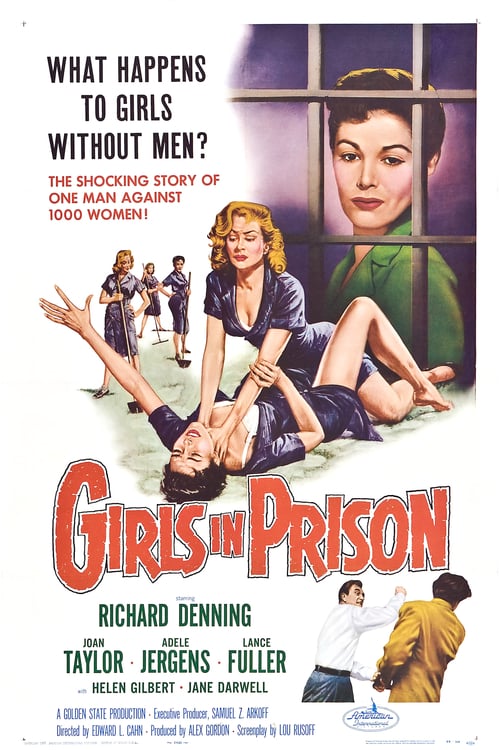 WHAT HAPPENS
TO GIRLS
WITHOUT MEN?
THE SHOCKING STORY OF
ONE MAN AGAINST
1000 WOMEN!
GIRLS IN PRISON
starring
RICHARD DENNING
JOAN TAYLOR · ADELE JERGENS · LANCE FULLER
with HELEN GILBERT · JANE DARWELL
A GOLDEN STATE PRODUCTION · Executive Producer, SAMUEL Z. ARKOFF
Directed by EDWARD L. CAHN · Produced by ALEX GORDON · Screenplay by LOU RUSOFF
American
International